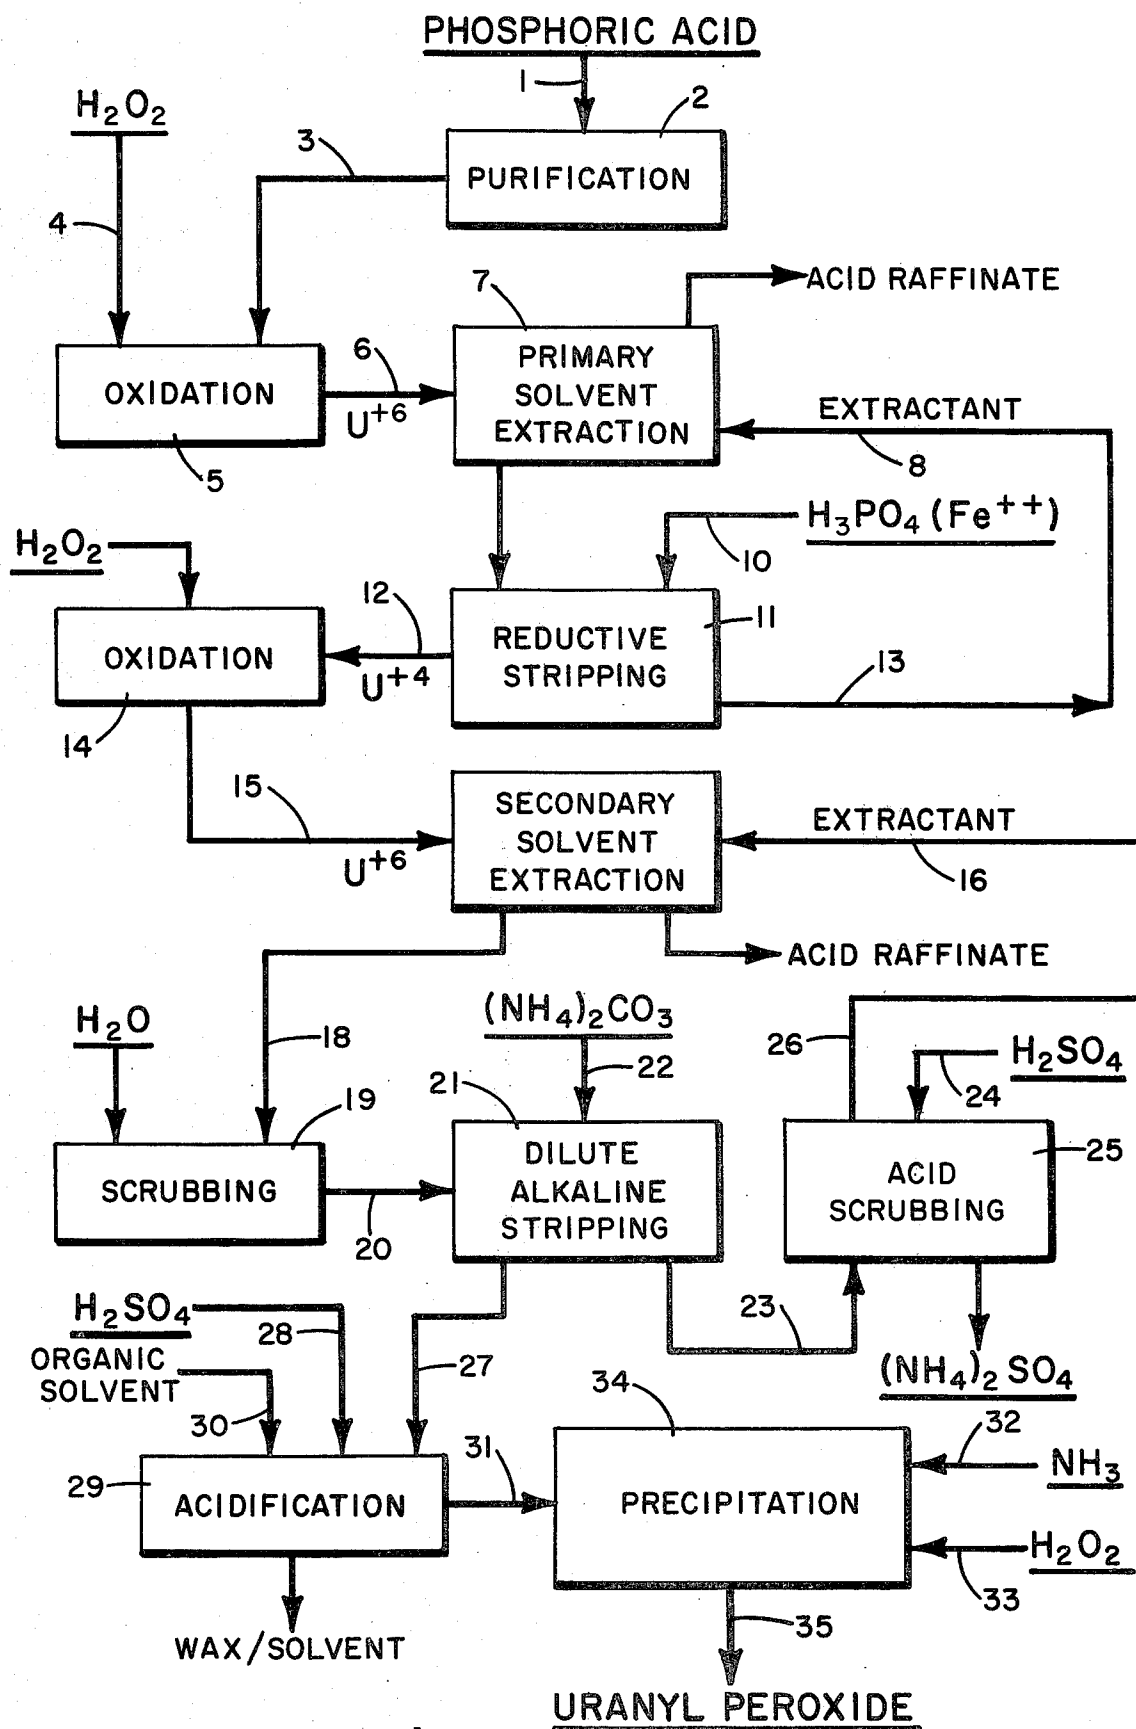 PHOSPHORIC ACID
1
2
H2O2
3
PURIFICATION
4
7
ACID RAFFINATE
6
PRIMARY
SOLVENT
EXTRACTION
OXIDATION
U+6
EXTRACTANT
8
5
H3PO4 (Fe++)
H2O2
10
12
11
REDUCTIVE
STRIPPING
OXIDATION
U+4
13
14
15
SECONDARY
SOLVENT
EXTRACTION
EXTRACTANT
U+6
16
ACID RAFFINATE
H2O
18
(NH4)2CO3
26
H2SO4
22
24
21
19
25
DILUTE
ALKALINE
STRIPPING
ACID
SCRUBBING
SCRUBBING
20
H2SO4
28
23
27
ORGANIC
SOLVENT
(NH4)2 SO4
30
34
32
31
NH3
29
ACIDIFICATION
PRECIPITATION
H2O2
33
35
WAX/SOLVENT
URANYL PEROXIDE